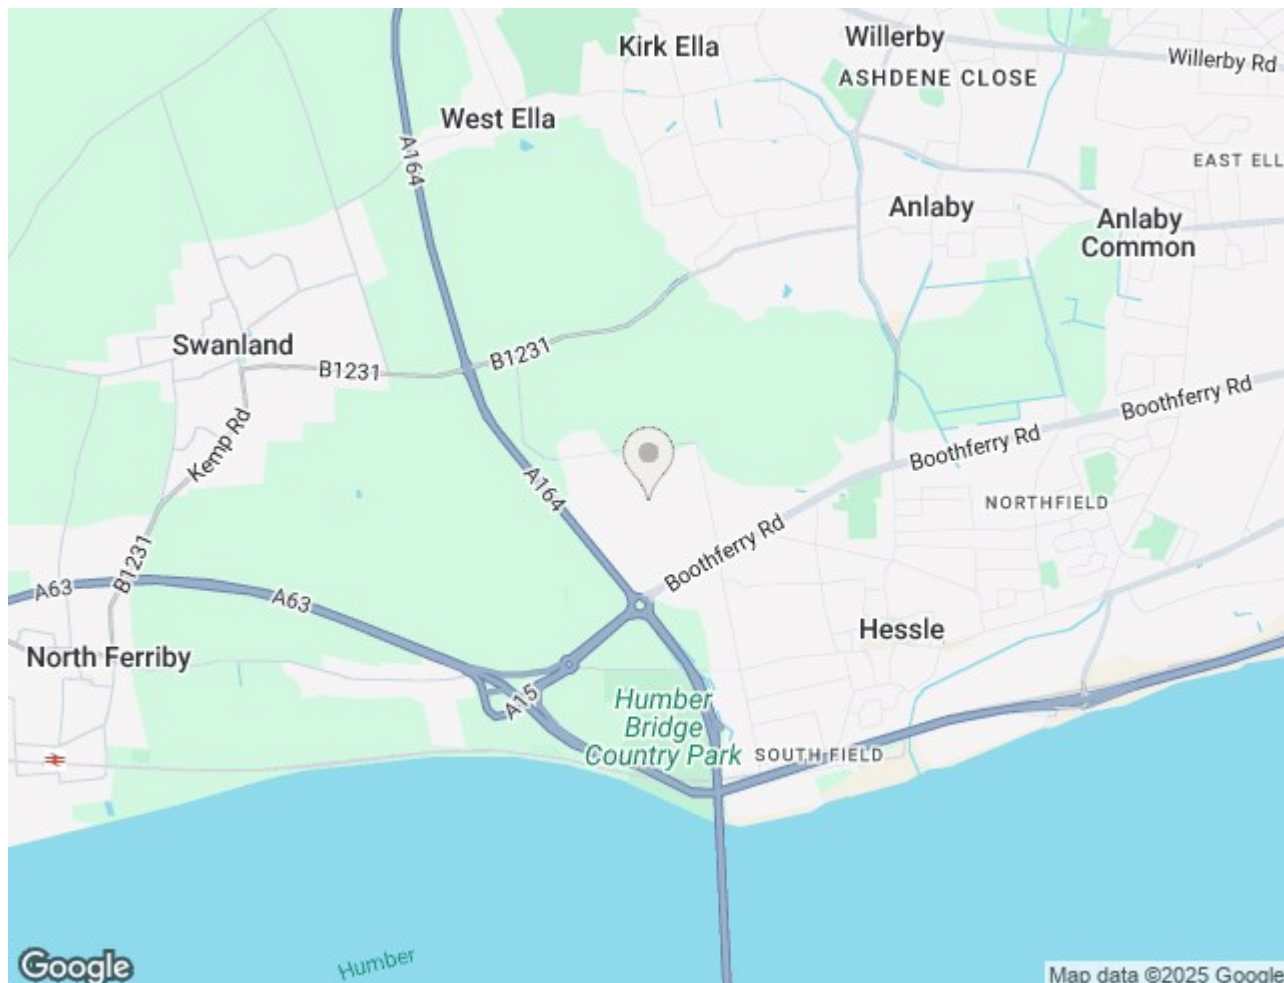 Kirk Ella
Willerby
Willerby Rd
ASHDENE CLOSE
West Ella
A164
EAST ELL
Anlaby
Anlaby
Common
Swanland
B1231
B1231
Kemp Rd
Boothferry Rd
Boothferry Rd
A164
NORTHFIELD
Boothferry Rd
B1231
A63
A63
Hessle
North Ferriby
A15
Humber
Bridge
Country Park
SOUTH FIELD
Google
Humber
Map data ©2025 Google